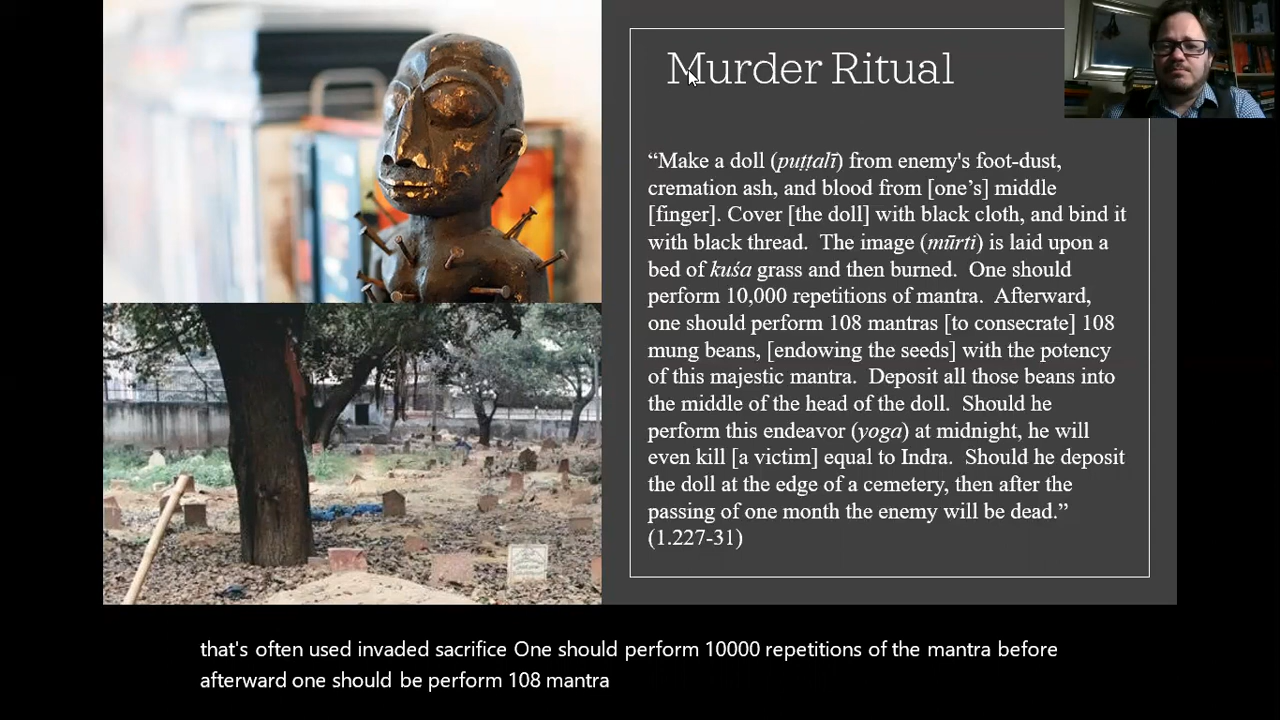 Murder Ritual
“Make a doll (puṭṭalī) from enemy's foot-dust,
cremation ash, and blood from [one’s] middle
[finger]. Cover [the doll] with black cloth, and bind it
with black thread.  The image (mūrti) is laid upon a
bed of kuśa grass and then burned.  One should
perform 10,000 repetitions of mantra.  Afterward,
one should perform 108 mantras [to consecrate] 108
mung beans, [endowing the seeds] with the potency
of this majestic mantra.  Deposit all those beans into
the middle of the head of the doll.  Should he
perform this endeavor (yoga) at midnight, he will
even kill [a victim] equal to Indra.  Should he deposit
the doll at the edge of a cemetery, then after the
passing of one month the enemy will be dead.”
(1.227-31)
that's often used invaded sacrifice One should perform 10000 repetitions of the mantra before
afterward one should be perform 108 mantra